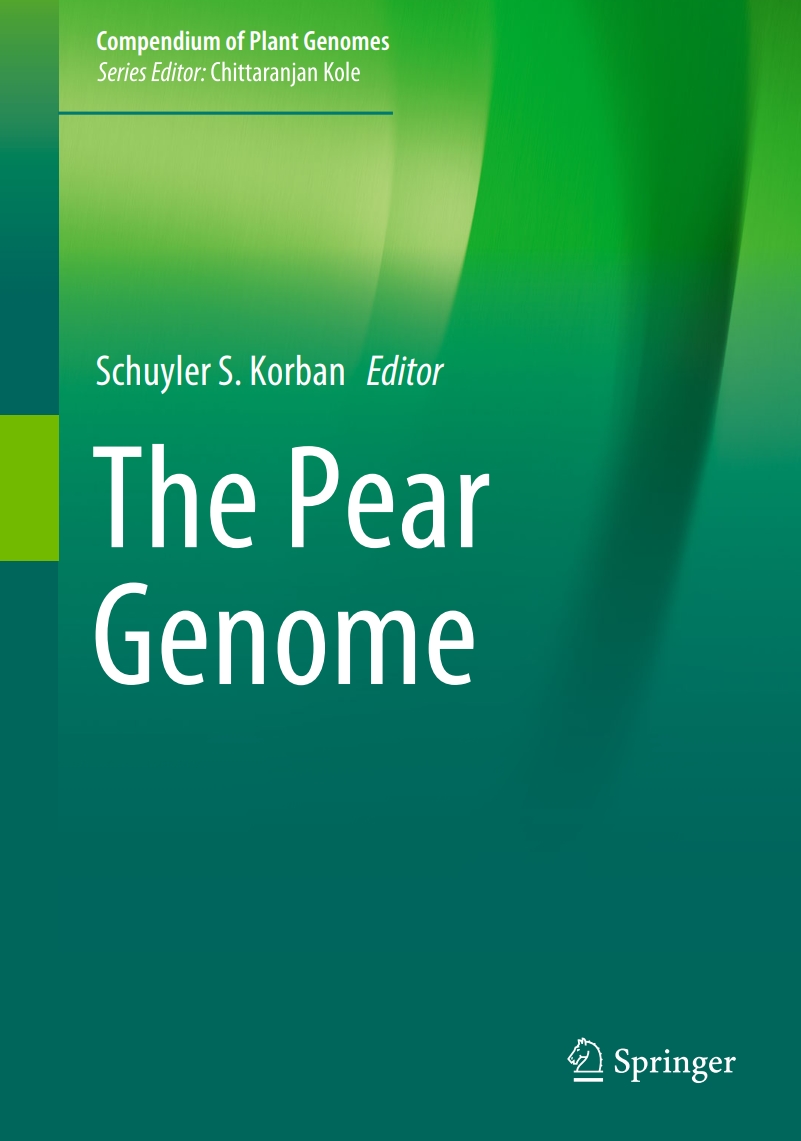 Compendium of Plant Genomes
Series Editor: Chittaranjan Kole
Schuyler S. Korban Editor
The Pear
Genome
Springer